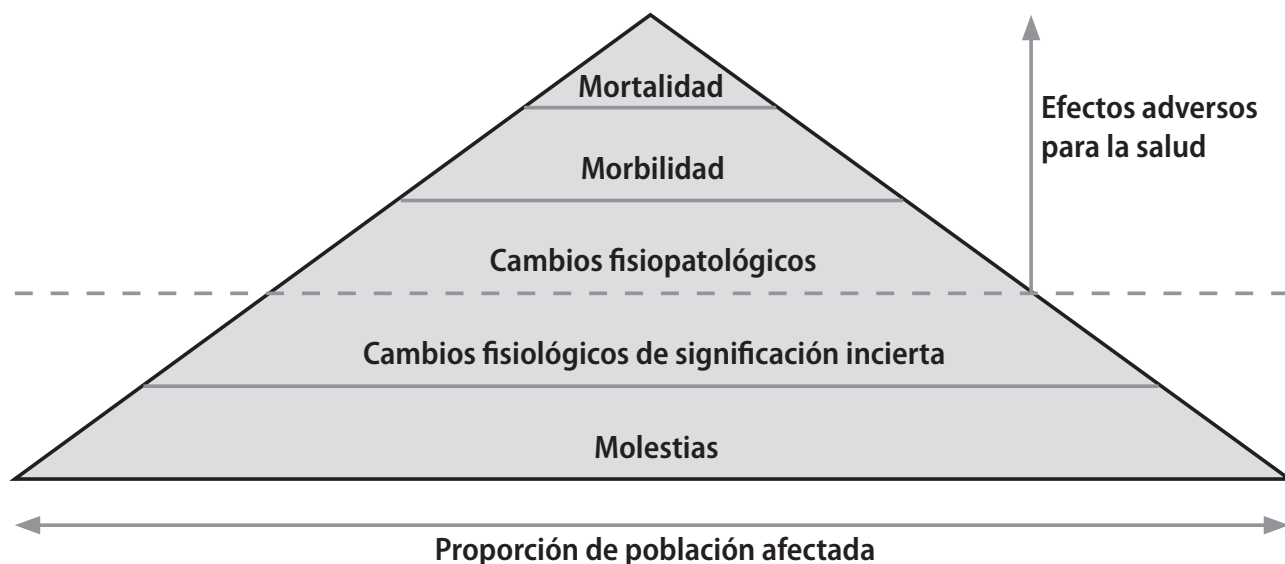 Mortalidad
Efectos adversos
para la salud
Morbilidad
Cambios fisiopatológicos
Cambios fisiológicos de significación incierta
Molestias
Proporción de población afectada